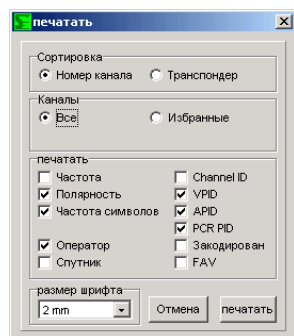 печатать
Сортировка
Номер канала Транспондер
Каналы
Все Избранные
печатать
Частота Channel ID
Полярность VPID
Частота символов APID
PCR PID
Оператор Закодирован
Спутник FAV
размер шрифта
2 mm Отмена печатать